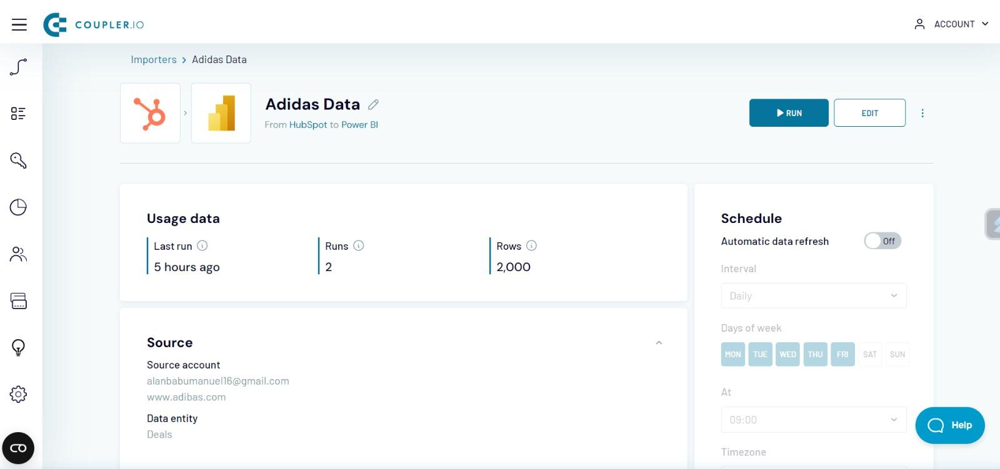 COUPLER.IO
ACCOUNT
Importers > Adidas Data
Adidas Data
From HubSpot to Power BI
RUN
EDIT
Usage data
Last run
5 hours ago
Runs
2
Rows
2,000
Source
Source account
alanbabumanuel16@gmail.com
www.adibas.com
Data entity
Deals
Schedule
Automatic data refresh
Off
Interval
Daily
Days of week
MON TUE WED THU FRI SAT SUN
At
09:00
Timezone
Help